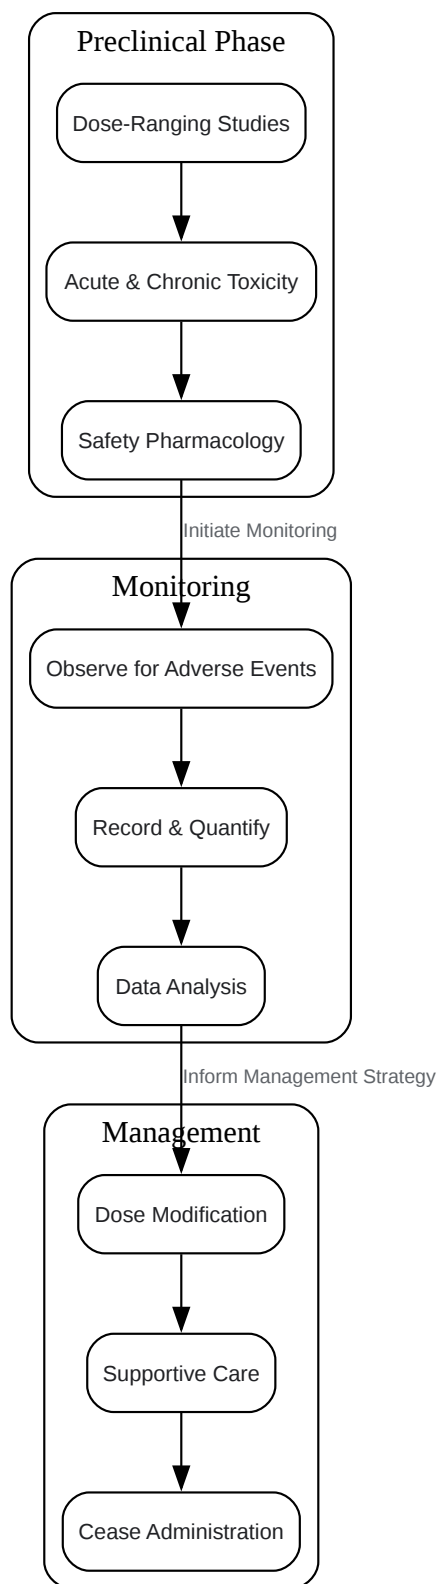 Preclinical Phase
Dose-Ranging Studies
Acute & Chronic Toxicity
Safety Pharmacology
Initiate Monitoring
Monitoring
Observe for Adverse Events
Record & Quantify
Data Analysis
Inform Management Strategy
Management
Dose Modification
Supportive Care
Cease Administration